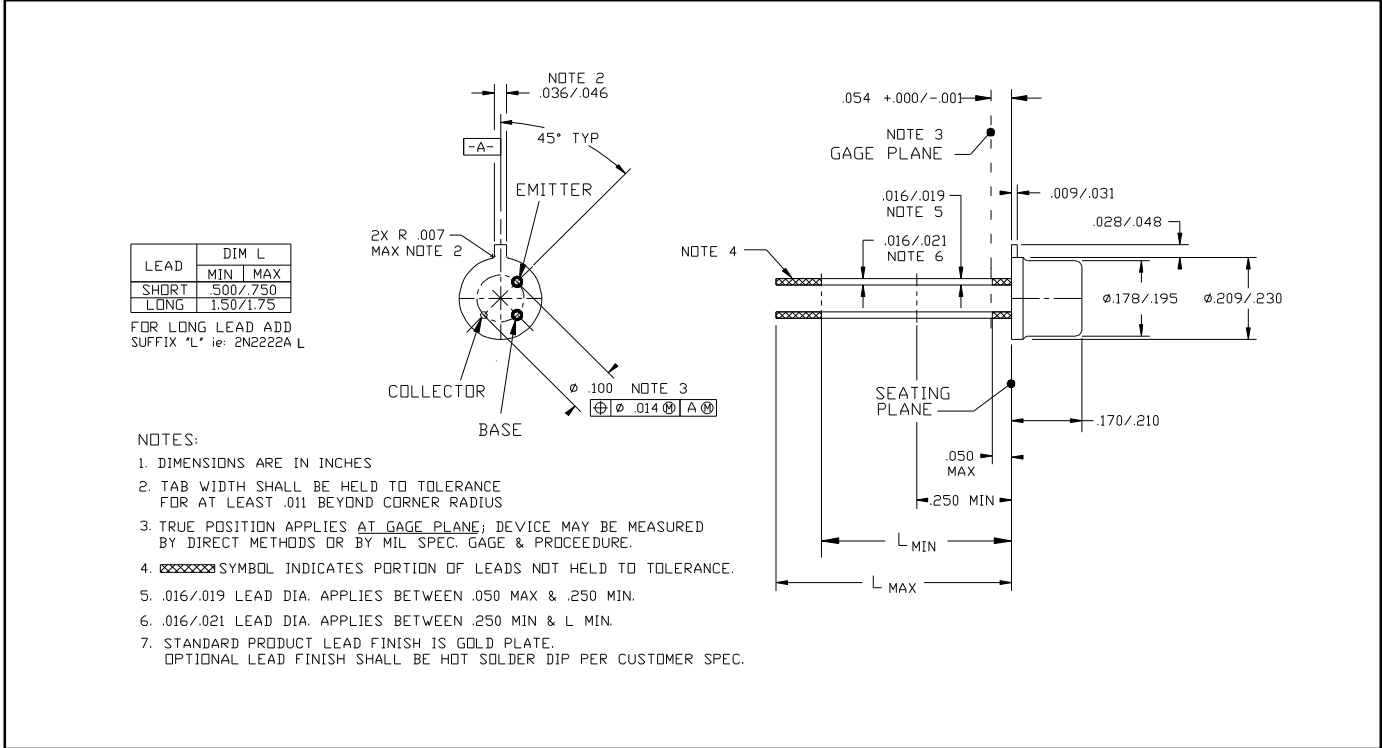 NOTE 2
.036/.046
45° TYP
-A-
EMITTER
2X R .007
MAX NOTE 2
LEAD DIM L
MIN MAX
SHORT .500/.750
LONG 1.50/1.75
FOR LONG LEAD ADD
SUFFIX "L" ie: 2N2222A L
COLLECTOR
BASE
Ø .100 NOTE 3
⌖ Ø .014 Ⓜ A Ⓜ
.054 +.000/-.001
NOTE 3
GAGE PLANE
.009/.031
.016/.019
NOTE 5
.028/.048
NOTE 4
.016/.021
NOTE 6
Ø.178/.195
Ø.209/.230
SEATING
PLANE
.170/.210
.050
MAX
.250 MIN
L MIN
L MAX
NOTES:
1. DIMENSIONS ARE IN INCHES
2. TAB WIDTH SHALL BE HELD TO TOLERANCE
FOR AT LEAST .011 BEYOND CORNER RADIUS
3. TRUE POSITION APPLIES AT GAGE PLANE; DEVICE MAY BE MEASURED
BY DIRECT METHODS OR BY MIL SPEC. GAGE & PROCEEDURE.
4. SYMBOL INDICATES PORTION OF LEADS NOT HELD TO TOLERANCE.
5. .016/.019 LEAD DIA. APPLIES BETWEEN .050 MAX & .250 MIN.
6. .016/.021 LEAD DIA. APPLIES BETWEEN .250 MIN & L MIN.
7. STANDARD PRODUCT LEAD FINISH IS GOLD PLATE.
OPTIONAL LEAD FINISH SHALL BE HOT SOLDER DIP PER CUSTOMER SPEC.